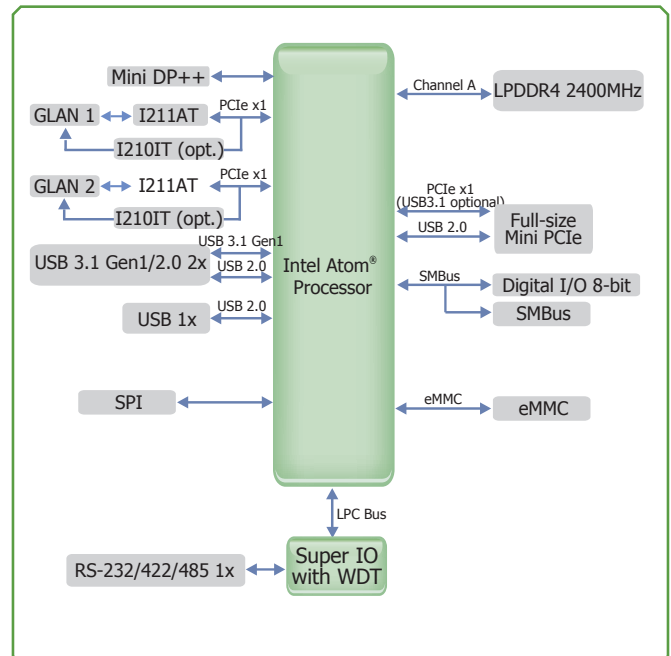 Mini DP++
GLAN 1
I211AT
PCIe x1
I210IT (opt.)
GLAN 2
I211AT
PCIe x1
I210IT (opt.)
USB 3.1 Gen1/2.0 2x
USB 3.1 Gen1
USB 2.0
USB 1x
USB 2.0
SPI
Intel Atom®
Processor
Channel A
LPDDR4 2400MHz
PCIe x1
(USB3.1 optional)
USB 2.0
Full-size
Mini PCIe
SMBus
Digital I/O 8-bit
SMBus
eMMC
eMMC
LPC Bus
Super IO
with WDT
RS-232/422/485 1x